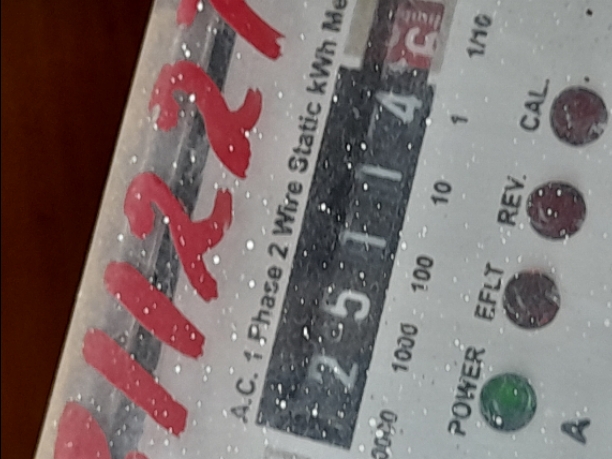 1122
A.C. 1 Phase 2 Wire Static kWh Me
2 5 1 1 4
1000 100 10 1 1/10
POWER EFLT REV. CAL.